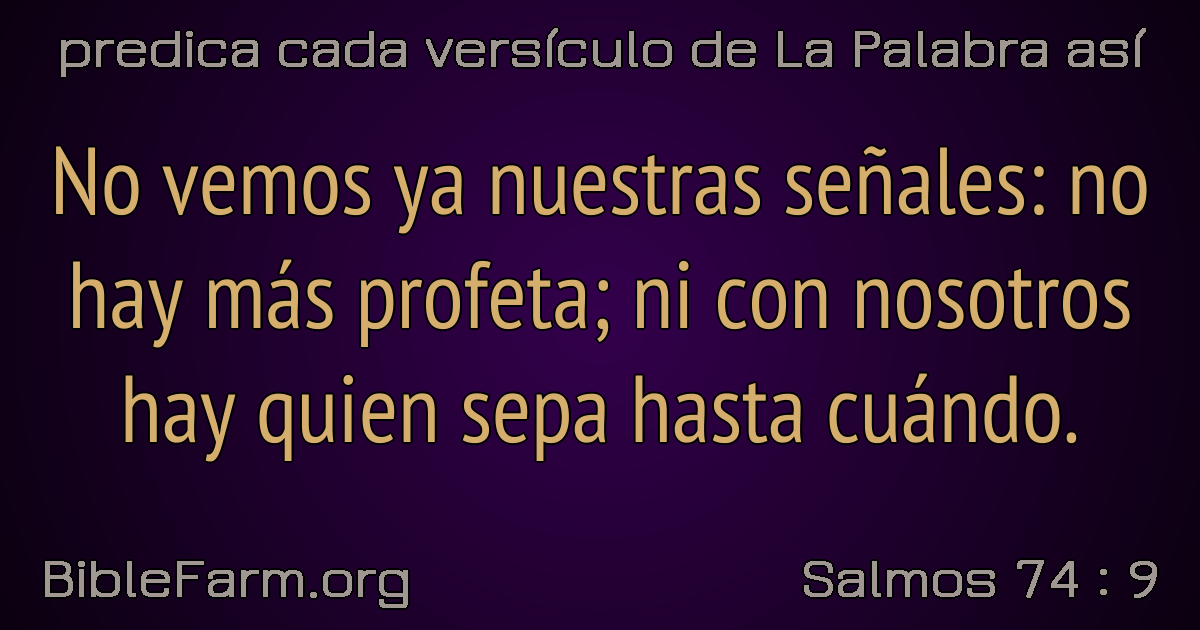 predica cada versículo de La Palabra así
No vemos ya nuestras señales: no
hay más profeta; ni con nosotros
hay quien sepa hasta cuándo.
BibleFarm.org
Salmos 74 : 9